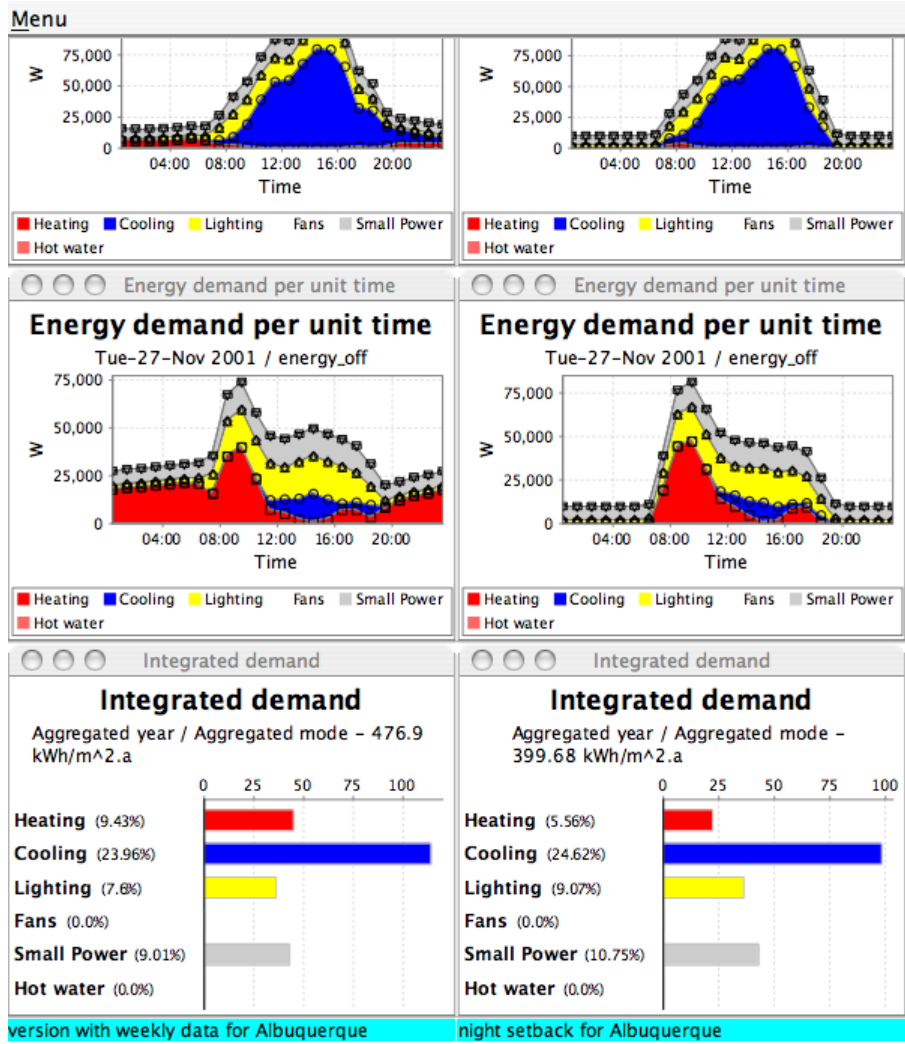 Menu
75,000
50,000
25,000
0
W
04:00 08:00 12:00 16:00 20:00
Time
Heating Cooling Lighting Fans Small Power
Hot water
75,000
50,000
25,000
0
W
04:00 08:00 12:00 16:00 20:00
Time
Heating Cooling Lighting Fans Small Power
Hot water
Energy demand per unit time
Energy demand per unit time
Tue-27-Nov 2001 / energy_off
75,000
50,000
25,000
0
W
04:00 08:00 12:00 16:00 20:00
Time
Heating Cooling Lighting Fans Small Power
Hot water
Energy demand per unit time
Energy demand per unit time
Tue-27-Nov 2001 / energy_off
75,000
50,000
25,000
0
W
04:00 08:00 12:00 16:00 20:00
Time
Heating Cooling Lighting Fans Small Power
Hot water
Integrated demand
Integrated demand
Aggregated year / Aggregated mode - 476.9
kWh/m^2.a
0 25 50 75 100
Heating (9.43%)
Cooling (23.96%)
Lighting (7.6%)
Fans (0.0%)
Small Power (9.01%)
Hot water (0.0%)
version with weekly data for Albuquerque
Integrated demand
Integrated demand
Aggregated year / Aggregated mode -
399.68 kWh/m^2.a
0 25 50 75 100
Heating (5.56%)
Cooling (24.62%)
Lighting (9.07%)
Fans (0.0%)
Small Power (10.75%)
Hot water (0.0%)
night setback for Albuquerque